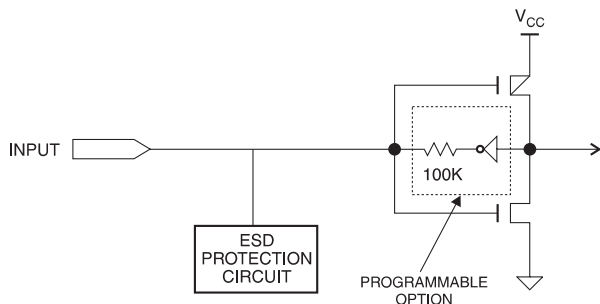 VCC
INPUT
100K
ESD
PROTECTION
CIRCUIT
PROGRAMMABLE
OPTION